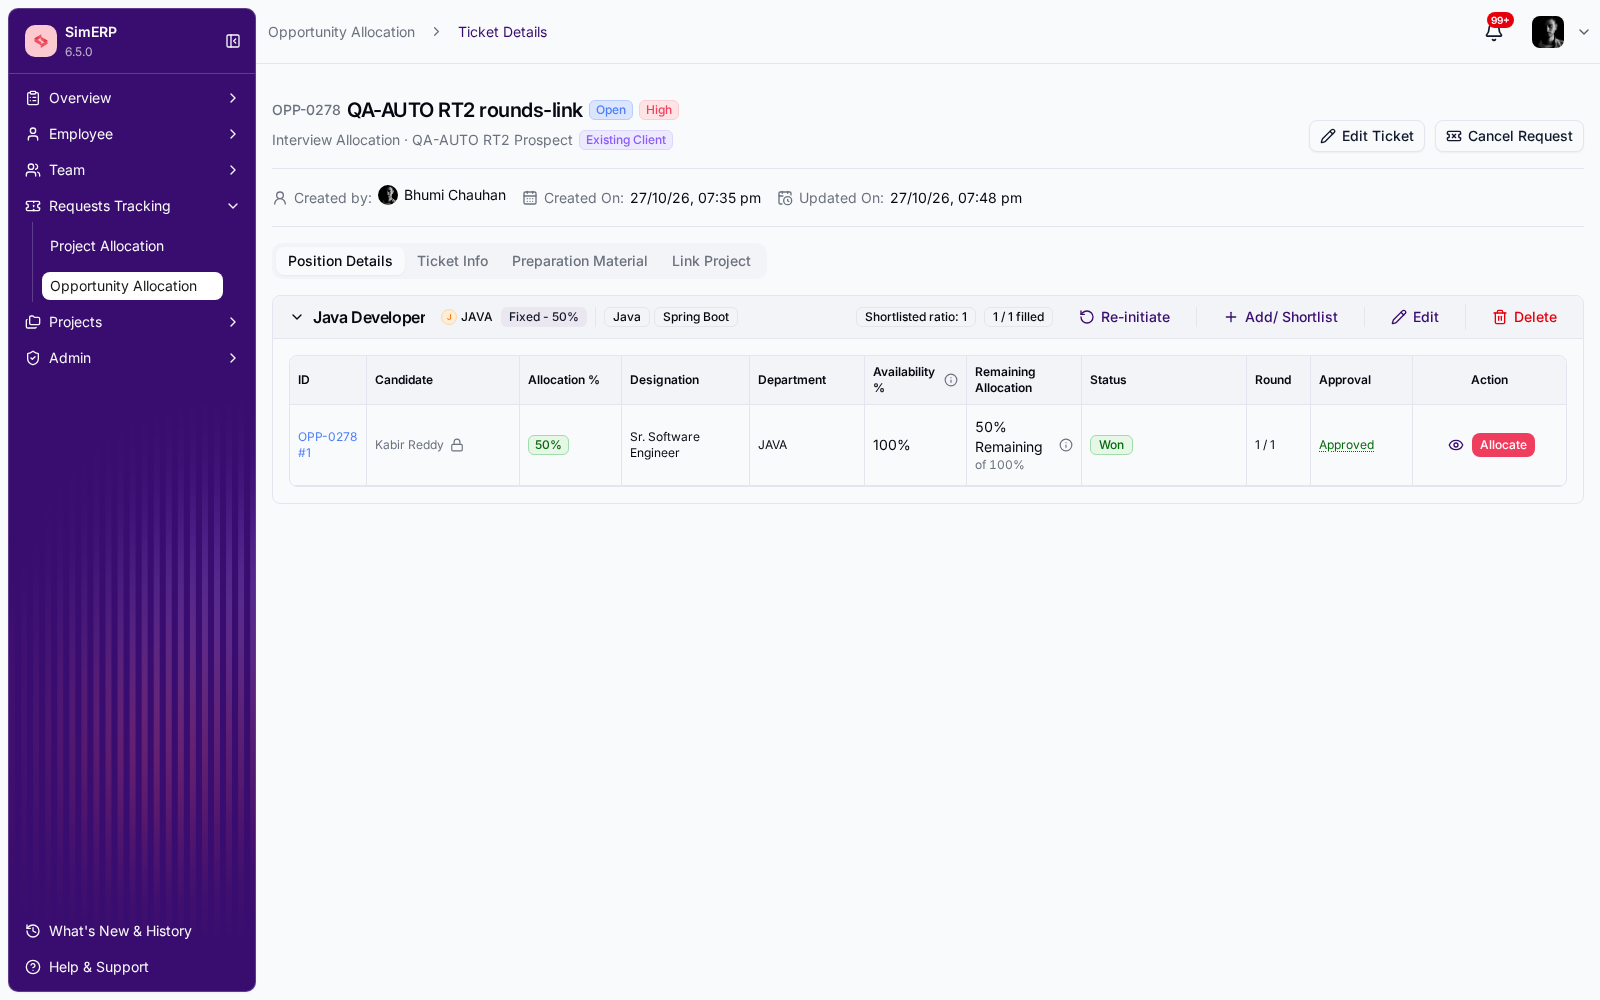 SimERP
6.5.0
Overview
Employee
Team
Requests Tracking
Project Allocation
Opportunity Allocation
Projects
Admin
What's New & History
Help & Support
Opportunity Allocation > Ticket Details
99+
OPP-0278 QA-AUTO RT2 rounds-link Open High
Interview Allocation · QA-AUTO RT2 Prospect Existing Client
Edit Ticket Cancel Request
Created by: Bhumi Chauhan Created On: 27/10/26, 07:35 pm Updated On: 27/10/26, 07:48 pm
Position Details Ticket Info Preparation Material Link Project
Java Developer J JAVA Fixed - 50% Java Spring Boot Shortlisted ratio: 1 1 / 1 filled Re-initiate Add/ Shortlist Edit Delete
ID Candidate Allocation % Designation Department Availability % Remaining Allocation Status Round Approval Action
OPP-0278 #1 Kabir Reddy 50% Sr. Software Engineer JAVA 100% 50% Remaining of 100% Won 1 / 1 Approved Allocate